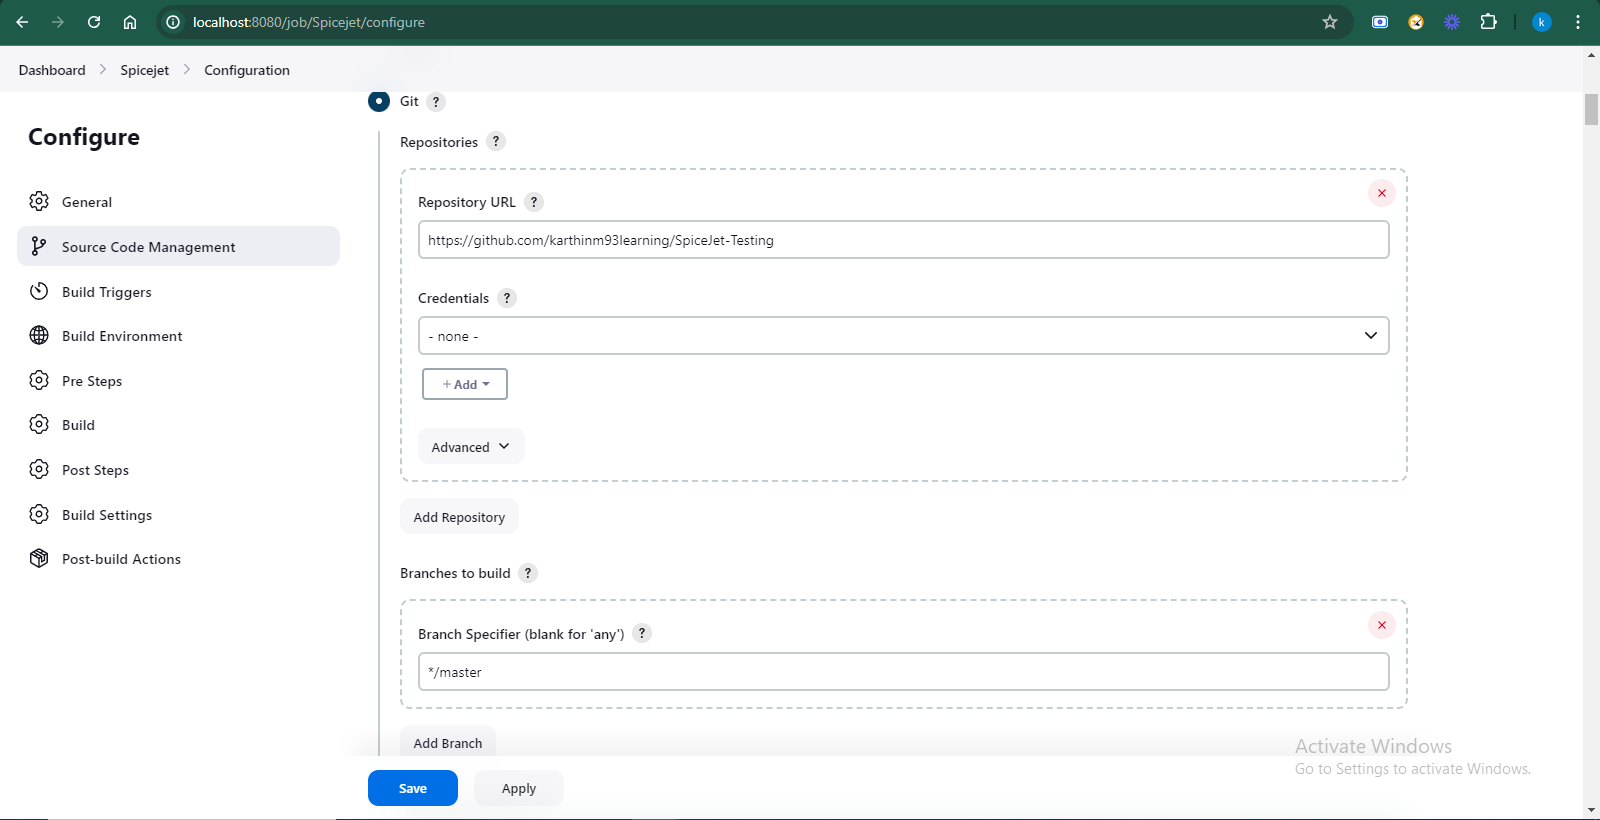 localhost:8080/job/Spicejet/configure
k
Dashboard > Spicejet > Configuration
Configure
General
Source Code Management
Build Triggers
Build Environment
Pre Steps
Build
Post Steps
Build Settings
Post-build Actions
Git ?
Repositories ?
Repository URL ?
https://github.com/karthinm93learning/SpiceJet-Testing
Credentials ?
- none -
+ Add
Advanced
Add Repository
Branches to build ?
Branch Specifier (blank for 'any') ?
*/master
Add Branch
Save Apply
Activate Windows
Go to Settings to activate Windows.